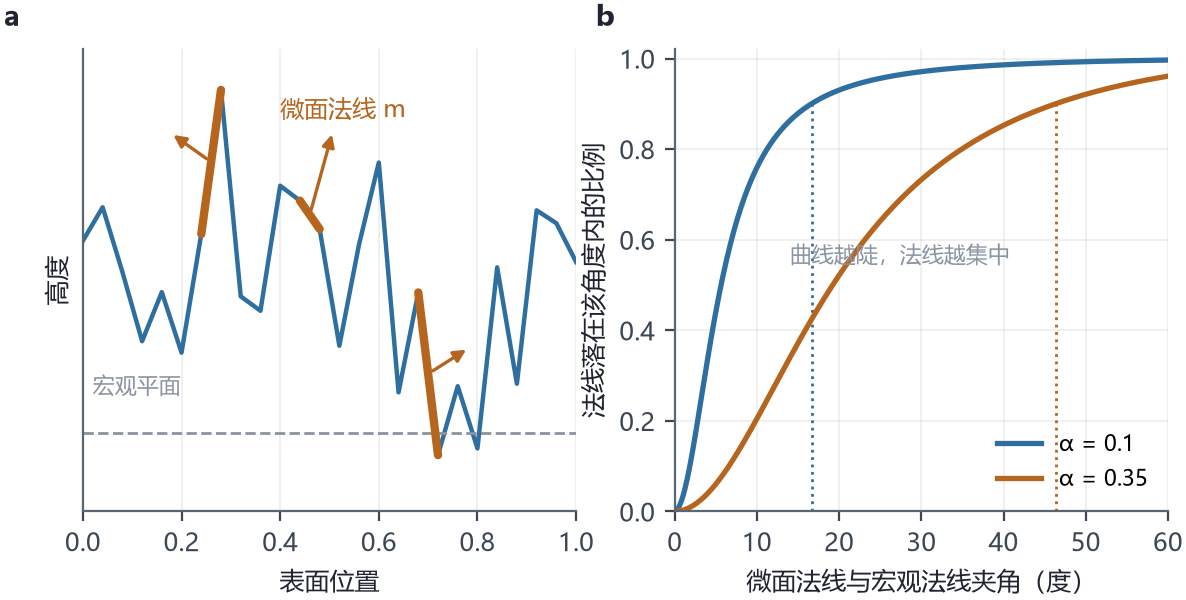 a
微面法线 m
宏观平面
高度
0.0 0.2 0.4 0.6 0.8 1.0
表面位置
b
1.0
0.8
0.6
0.4
0.2
0.0
法线落在该角度内的比例
曲线越陡，法线越集中
α = 0.1
α = 0.35
0 10 20 30 40 50 60
微面法线与宏观法线夹角（度）